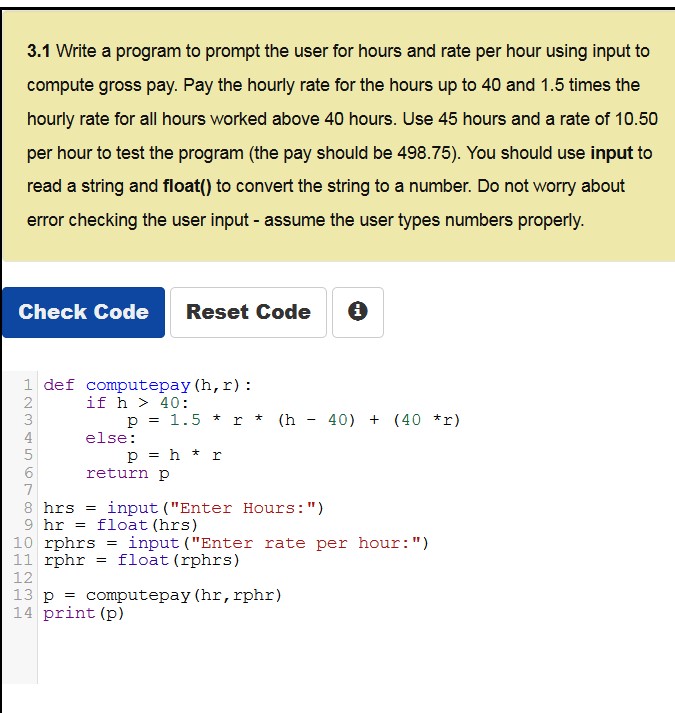 3.1 Write a program to prompt the user for hours and rate per hour using input to
compute gross pay. Pay the hourly rate for the hours up to 40 and 1.5 times the
hourly rate for all hours worked above 40 hours. Use 45 hours and a rate of 10.50
per hour to test the program (the pay should be 498.75). You should use input to
read a string and float() to convert the string to a number. Do not worry about
error checking the user input - assume the user types numbers properly.
Check Code Reset Code i
1 def computepay(h,r):
2     if h > 40:
3         p = 1.5 * r * (h - 40) + (40 *r)
4     else:
5         p = h * r
6     return p
7
8 hrs = input("Enter Hours:")
9 hr = float(hrs)
10 rphrs = input("Enter rate per hour:")
11 rphr = float(rphrs)
12
13 p = computepay(hr,rphr)
14 print(p)